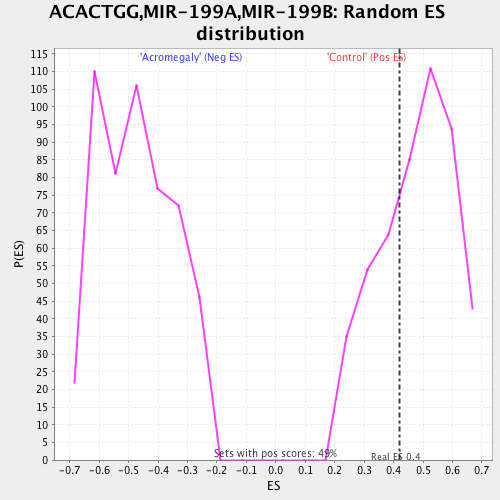 ACACTGG,MIR-199A,MIR-199B: Random ES
distribution
'Acromegaly' (Neg ES)
'Control' (Pos ES)
115
110
105
100
95
90
85
80
75
70
65
60
55
50
45
40
35
30
25
20
15
10
5
0
P(ES)
Sets with pos scores: 49%
Real ES 0.4
-0.7 -0.6 -0.5 -0.4 -0.3 -0.2 -0.1 0.0 0.1 0.2 0.3 0.4 0.5 0.6 0.7
ES